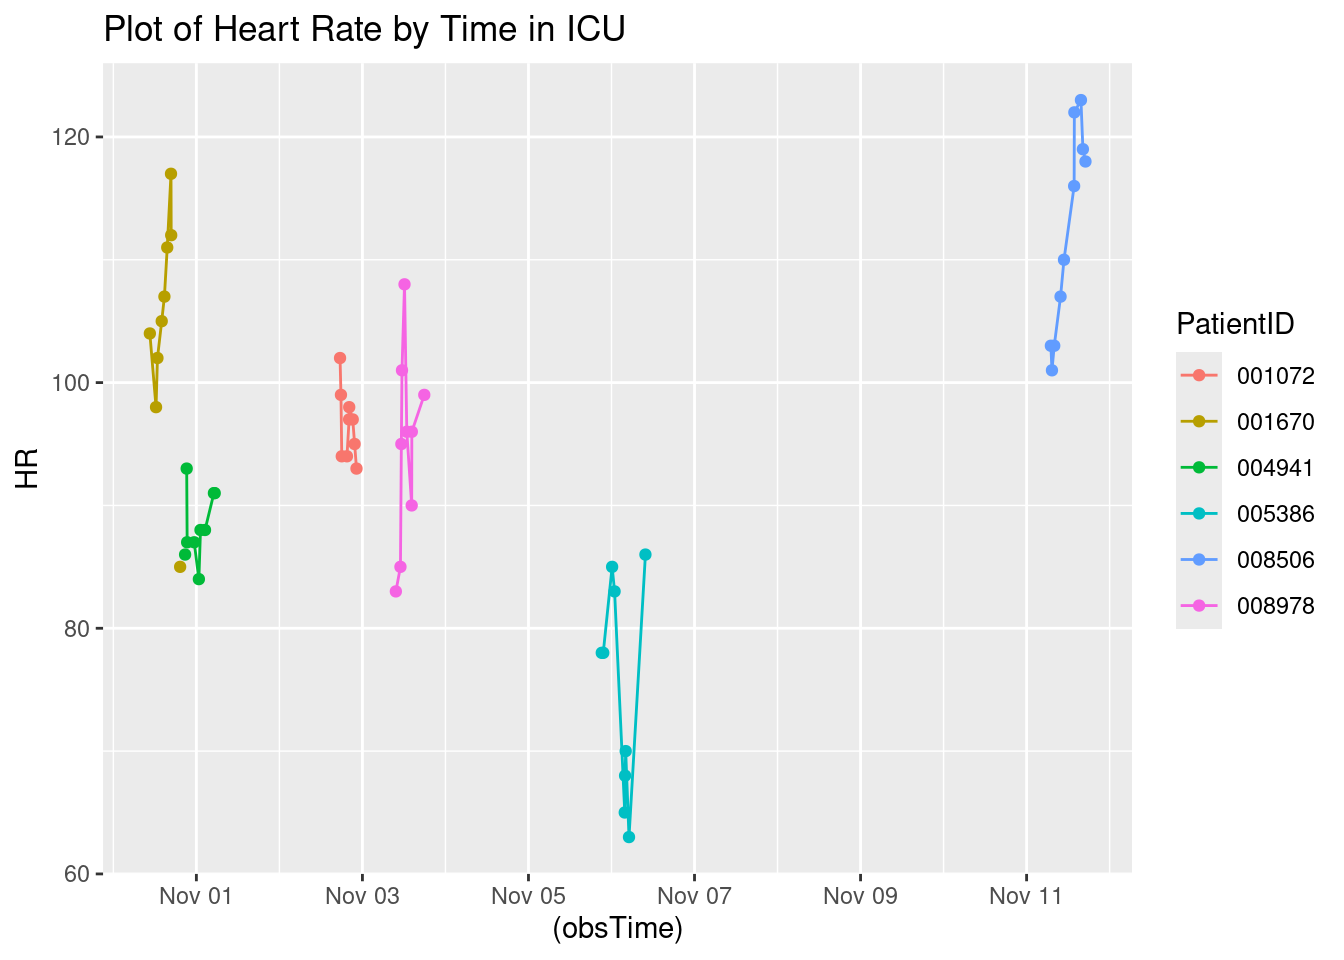 Plot of Heart Rate by Time in ICU
120
100
80
60
HR
Nov 01
Nov 03
Nov 05
Nov 07
Nov 09
Nov 11
(obsTime)
PatientID
001072
001670
004941
005386
008506
008978